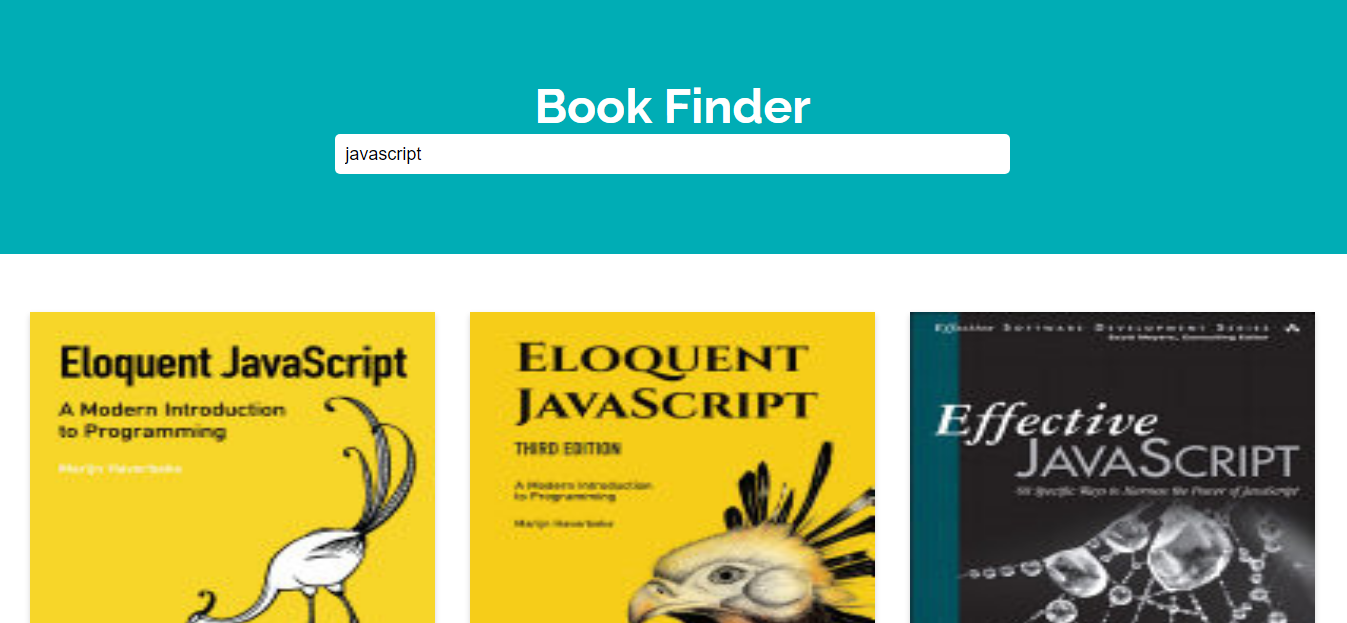 Book Finder
javascript
Eloquent JavaScript
A Modern Introduction
to Programming
Marijn Haverbeke
ELOQUENT
JAVASCRIPT
THIRD EDITION
A Modern Introduction
to Programming
Marijn Haverbeke
Effective SOFTWARE DEVELOPMENT SERIES
Scott Meyers, Consulting Editor
Effective
JAVASCRIPT
68 Specific Ways to Harness the Power of JavaScript